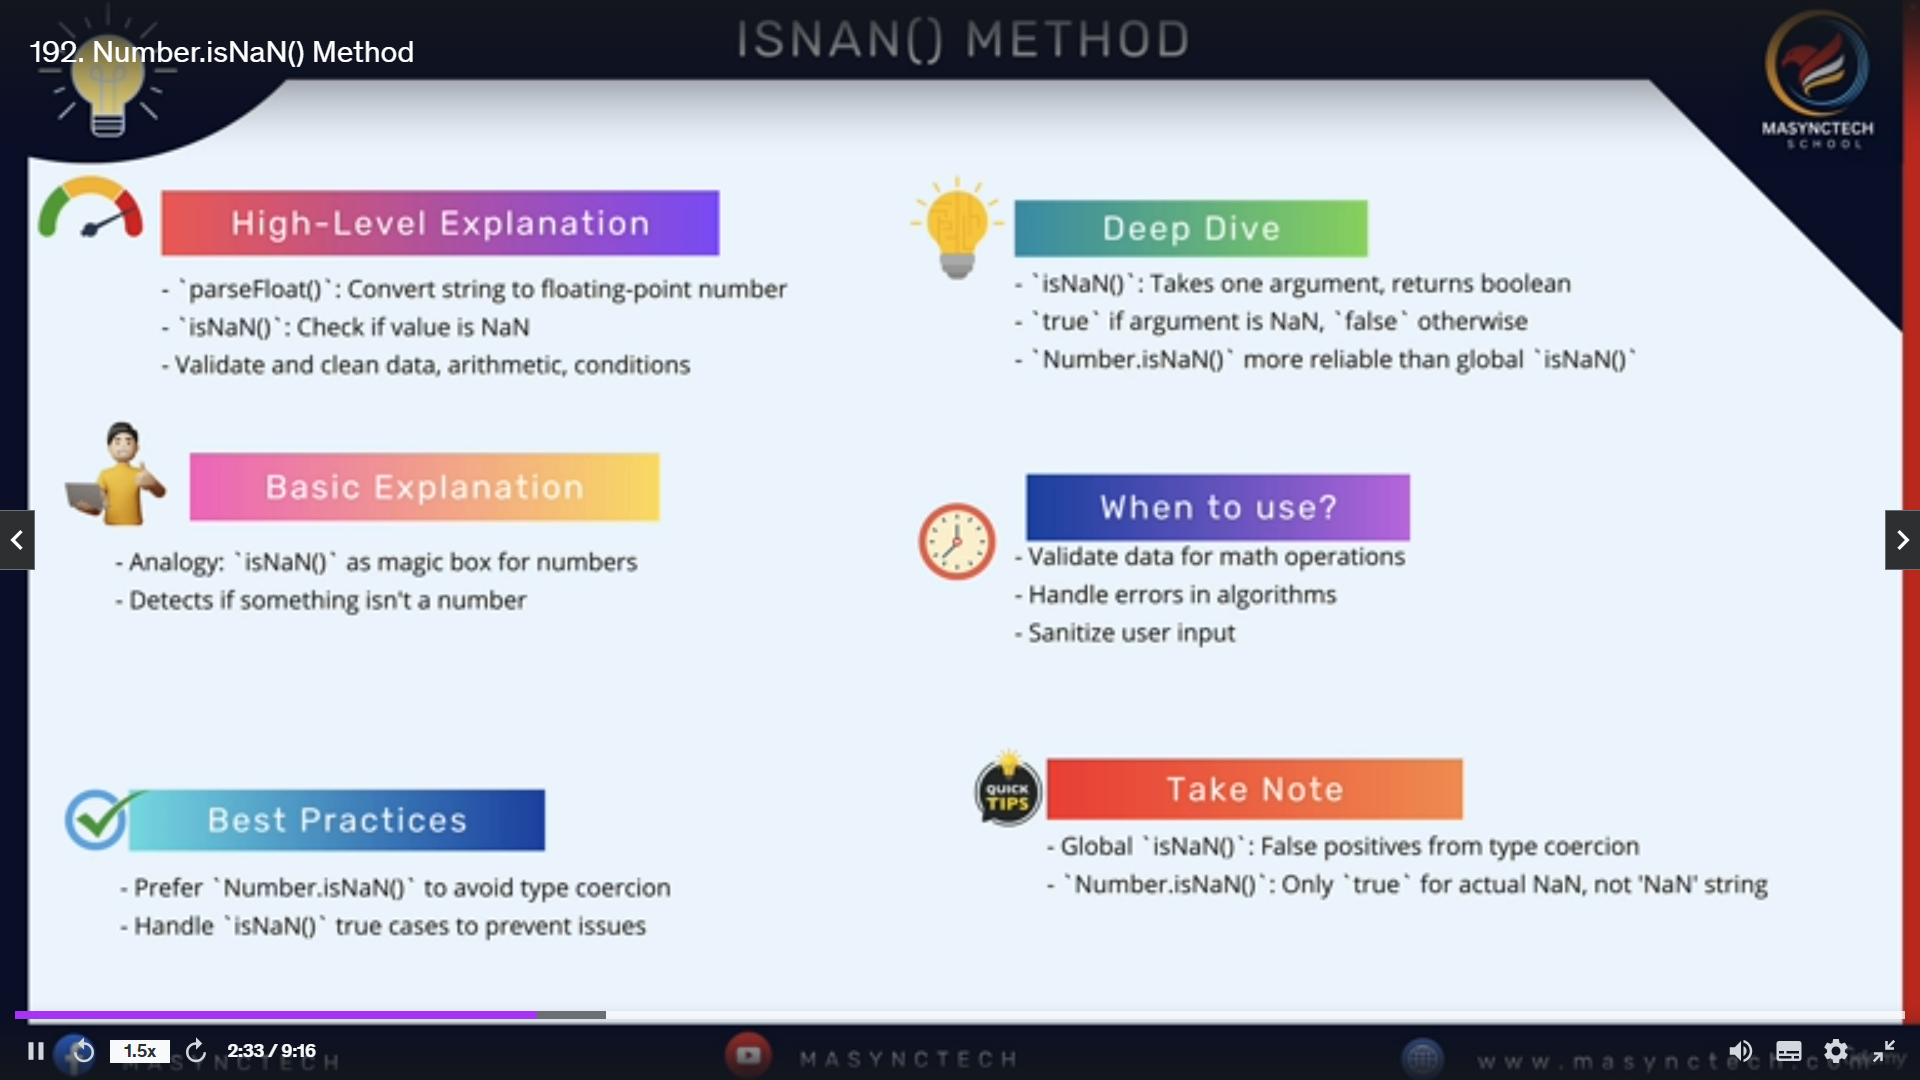 ISNAN() METHOD
192. Number.isNaN() Method
MASYNCTECH
SCHOOL
High-Level Explanation
- `parseFloat()`: Convert string to floating-point number
- `isNaN()`: Check if value is NaN
- Validate and clean data, arithmetic, conditions
Deep Dive
- `isNaN()`: Takes one argument, returns boolean
- `true` if argument is NaN, `false` otherwise
- `Number.isNaN()` more reliable than global `isNaN()`
Basic Explanation
- Analogy: `isNaN()` as magic box for numbers
- Detects if something isn't a number
When to use?
- Validate data for math operations
- Handle errors in algorithms
- Sanitize user input
Best Practices
- Prefer `Number.isNaN()` to avoid type coercion
- Handle `isNaN()` true cases to prevent issues
QUICK
TIPS
Take Note
- Global `isNaN()`: False positives from type coercion
- `Number.isNaN()`: Only `true` for actual NaN, not 'NaN' string
1.5x
2:33 / 9:16
MASYNCTECH
MASYNCTECH
www.masynctech.com